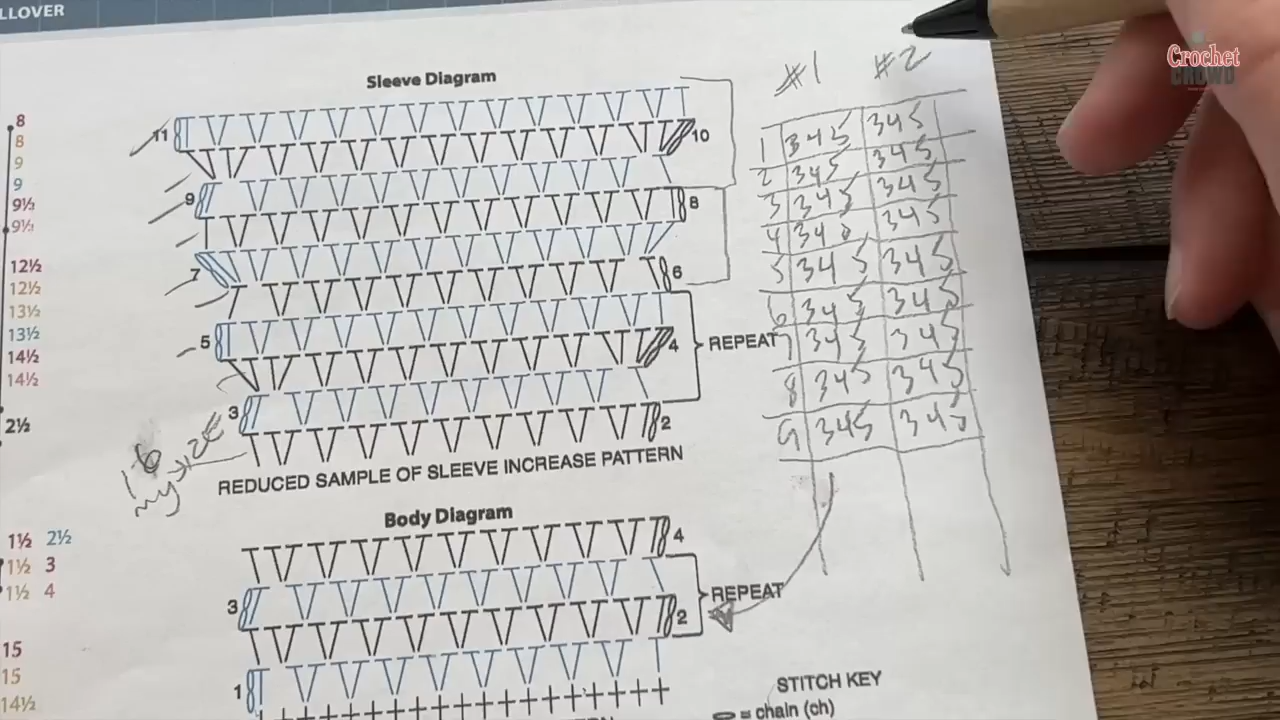 LLOVER
Crochet
CROWD
Sleeve Diagram
#1 #2
8
8
9
9
9½
9½
12½
12½
13½
13½
14½
14½
2½
11
10
9
8
7
6
5
4
REPEAT
3
2
1 345 345
2 345 345
3 345 345
4 34 345
5 345 345
6 345 345
7 345 345
8 345 345
9 345 345
my size
REDUCED SAMPLE OF SLEEVE INCREASE PATTERN
Body Diagram
4
3
REPEAT
2
1
1½ 2½
1½ 3
1½ 4
15
15
14½
STITCH KEY
= chain (ch)